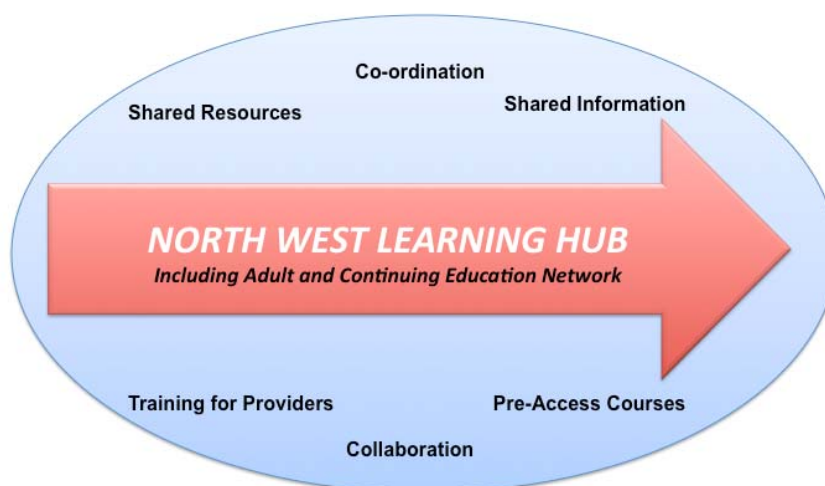 Co-ordination
Shared Resources
Shared Information
NORTH WEST LEARNING HUB
Including Adult and Continuing Education Network
Training for Providers
Pre-Access Courses
Collaboration